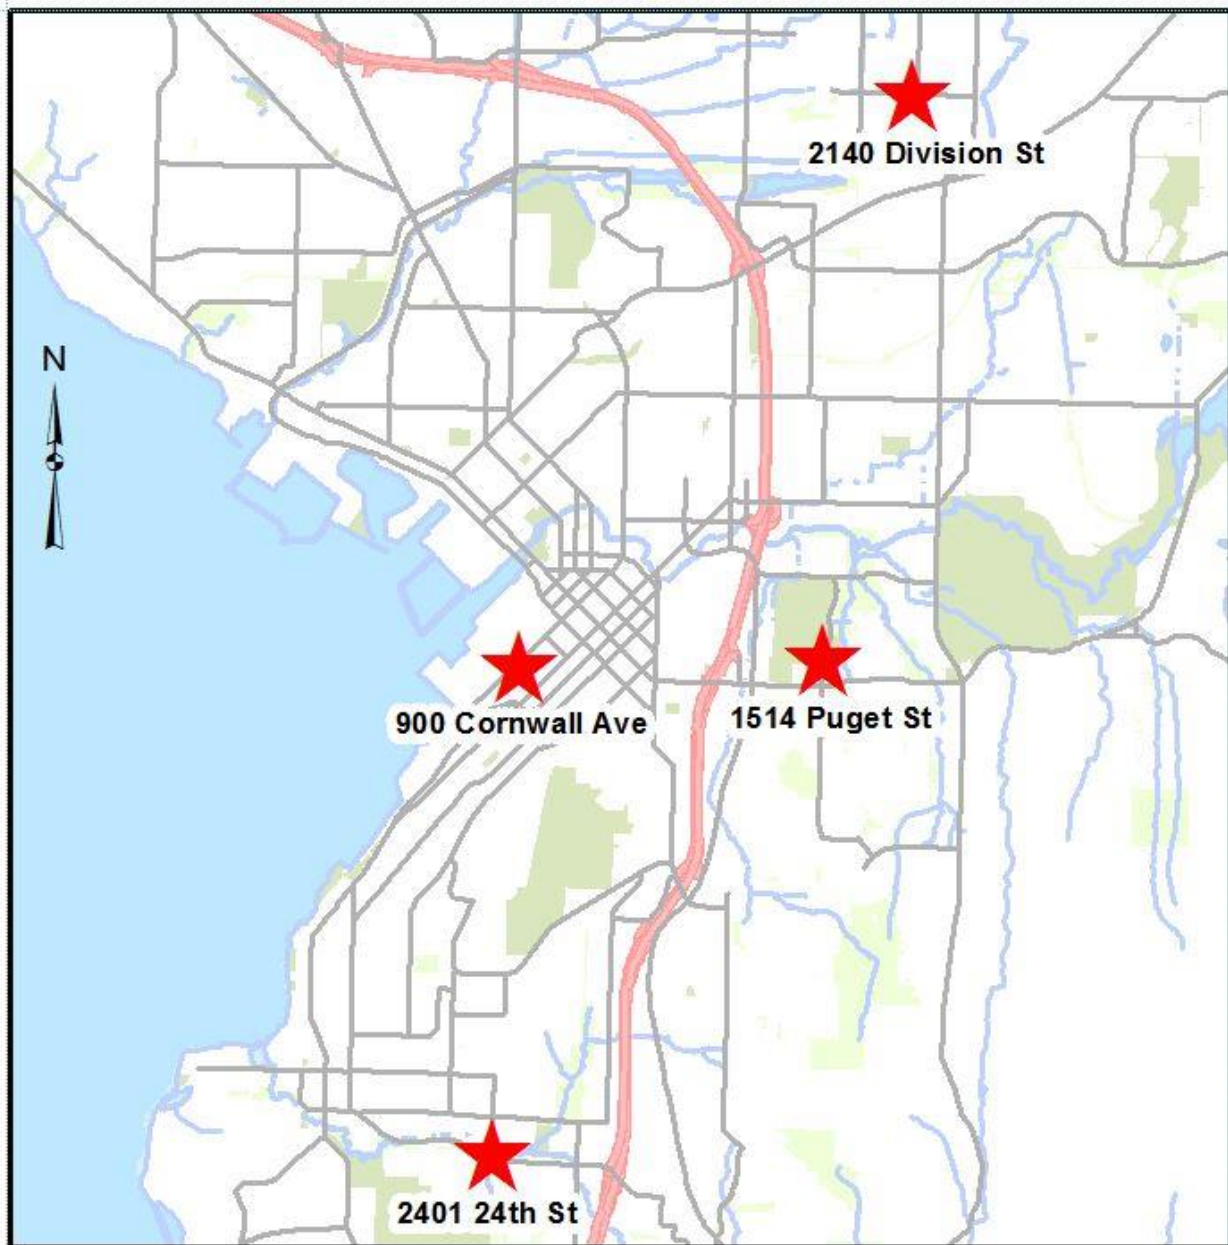 2140 Division St
N
900 Cornwall Ave
1514 Puget St
2401 24th St